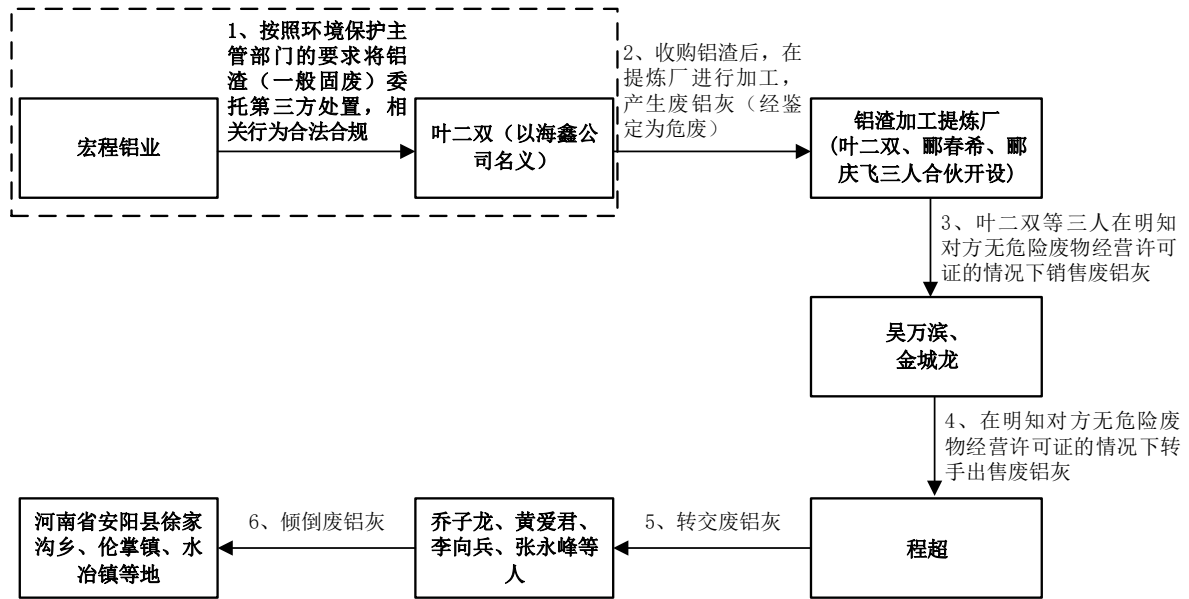 1、按照环境保护主
管部门的要求将铝
渣（一般固废）委
托第三方处置，相
关行为合法合规
2、收购铝渣后，在
提炼厂进行加工，
产生废铝灰（经鉴
定为危废）
宏程铝业
叶二双（以海鑫公
司名义）
铝渣加工提炼厂
(叶二双、郦春希、郦
庆飞三人合伙开设)
3、叶二双等三人在明知
对方无危险废物经营许可
证的情况下销售废铝灰
吴万滨、
金城龙
4、在明知对方无危险废
物经营许可证的情况下转
手出售废铝灰
程超
5、转交废铝灰
乔子龙、黄爱君、
李向兵、张永峰等
人
6、倾倒废铝灰
河南省安阳县徐家
沟乡、伦掌镇、水
冶镇等地